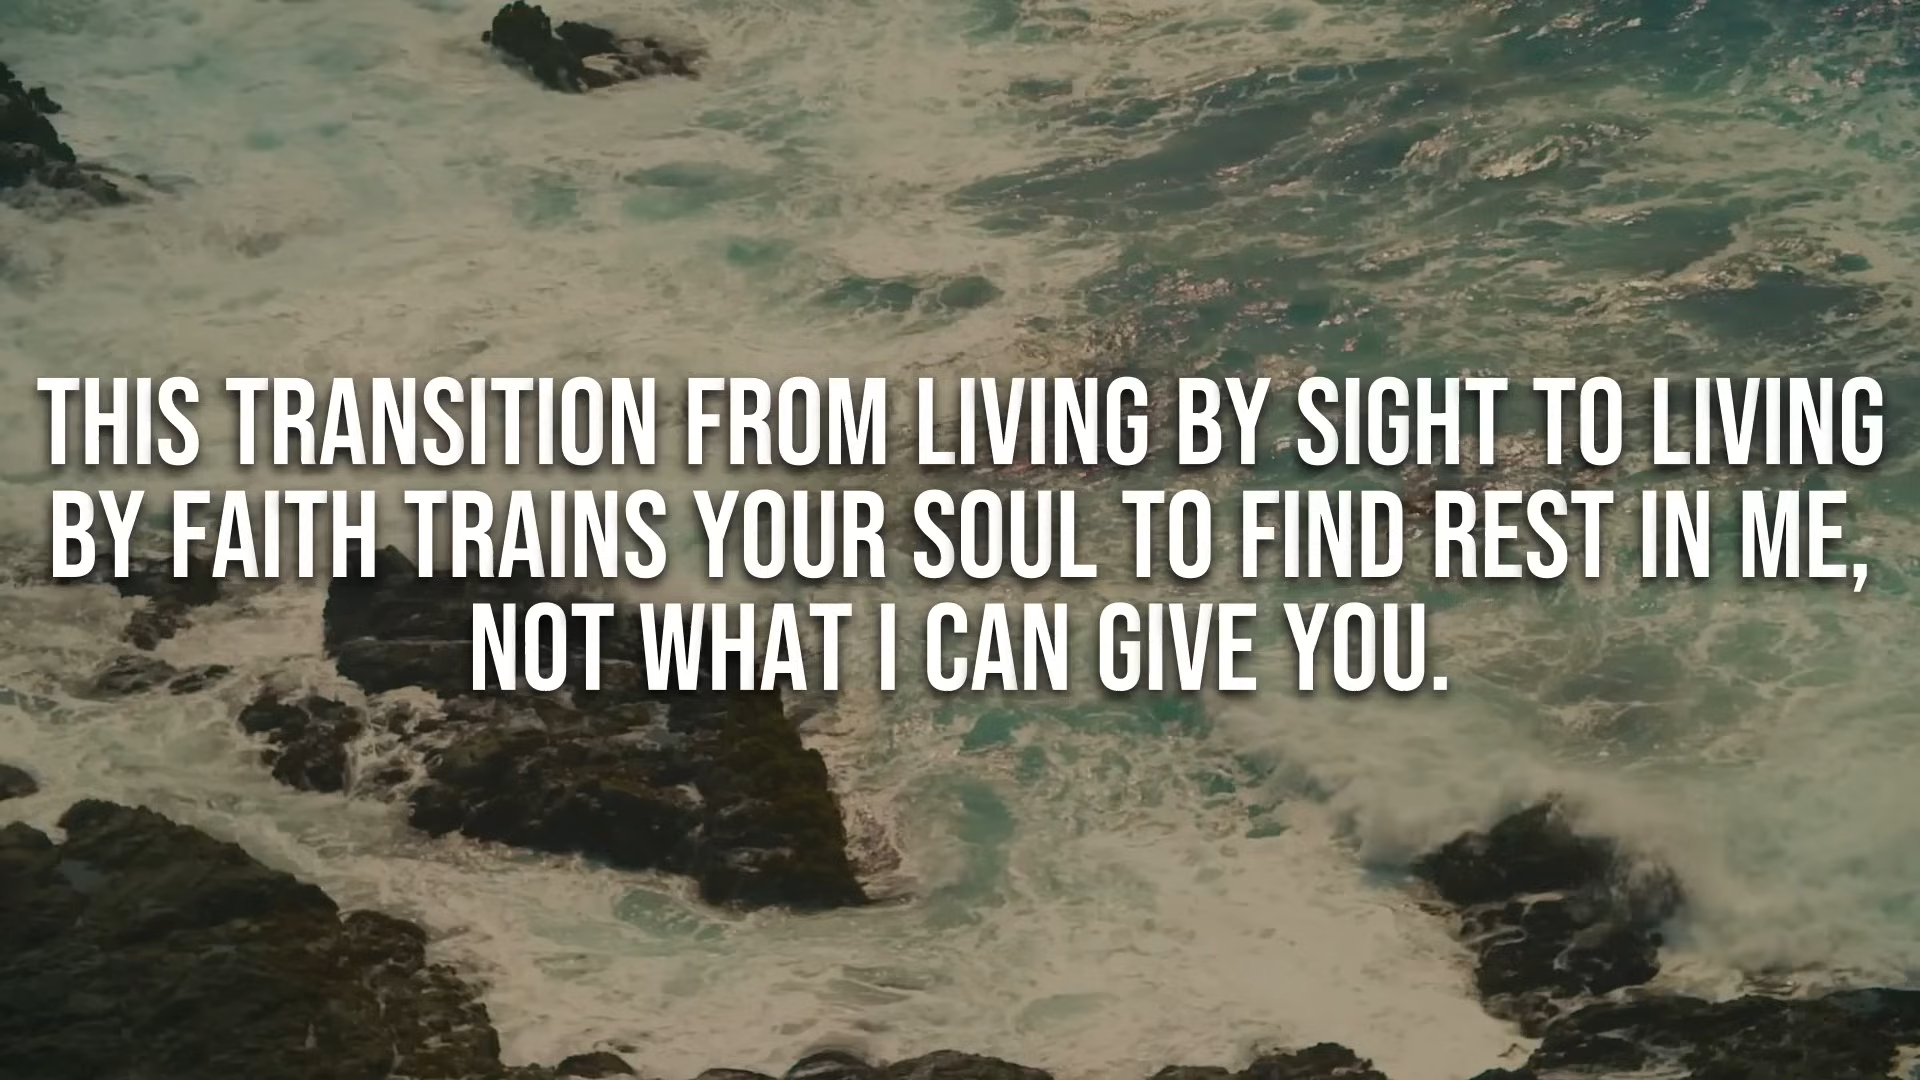 THIS TRANSITION FROM LIVING BY SIGHT TO LIVING
BY FAITH TRAINS YOUR SOUL TO FIND REST IN ME,
NOT WHAT I CAN GIVE YOU.